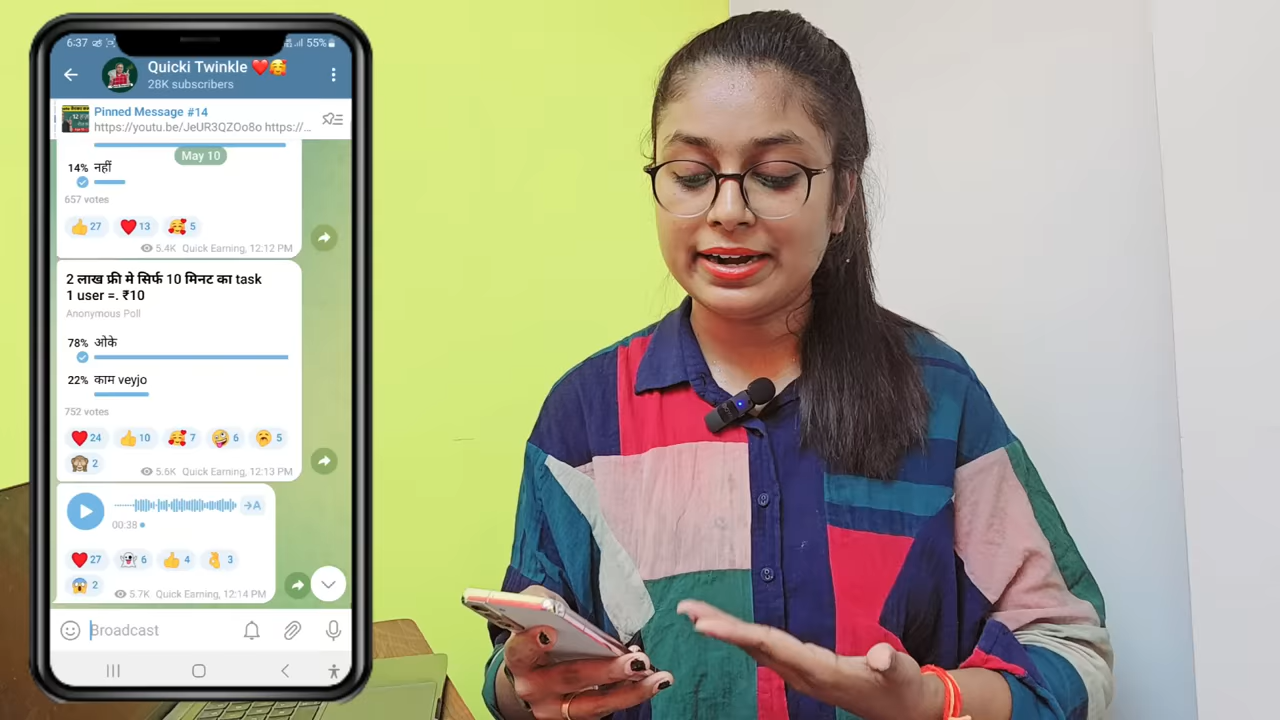 6:37
55%
Quicki Twinkle ❤️🥰
28K subscribers
Pinned Message #14
https://youtu.be/JeUR3QZOo8o https://...
May 10
14% नहीं
657 votes
👍27 ❤️13 🥰5
5.4K Quick Earning, 12:12 PM
2 लाख फ्री मे सिर्फ 10 मिनट का task
1 user =. ₹10
Anonymous Poll
78% ओके
22% काम veyjo
752 votes
❤️24 👍10 🥰7 🤪6 😭5
🙈2
5.6K Quick Earning, 12:13 PM
→A
00:38
❤️27 👻6 👍4 👌3
😱2
5.7K Quick Earning, 12:14 PM
Broadcast